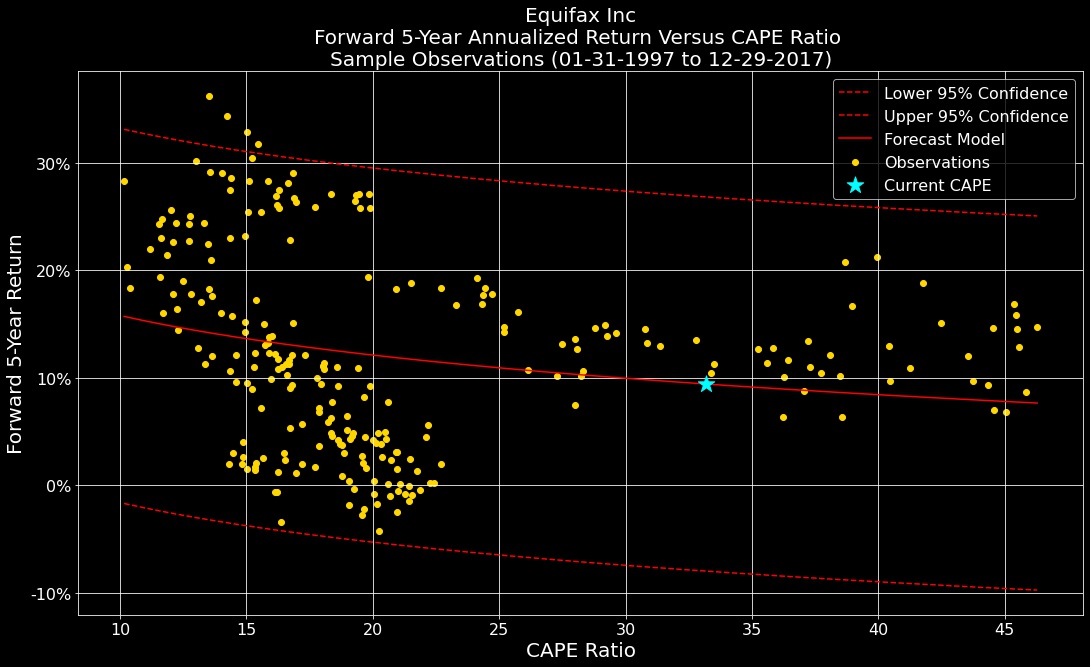 Equifax Inc
Forward 5-Year Annualized Return Versus CAPE Ratio
Sample Observations (01-31-1997 to 12-29-2017)
Lower 95% Confidence
Upper 95% Confidence
Forecast Model
Observations
Current CAPE
Forward 5-Year Return
30%
20%
10%
0%
-10%
10
15
20
25
30
35
40
45
CAPE Ratio